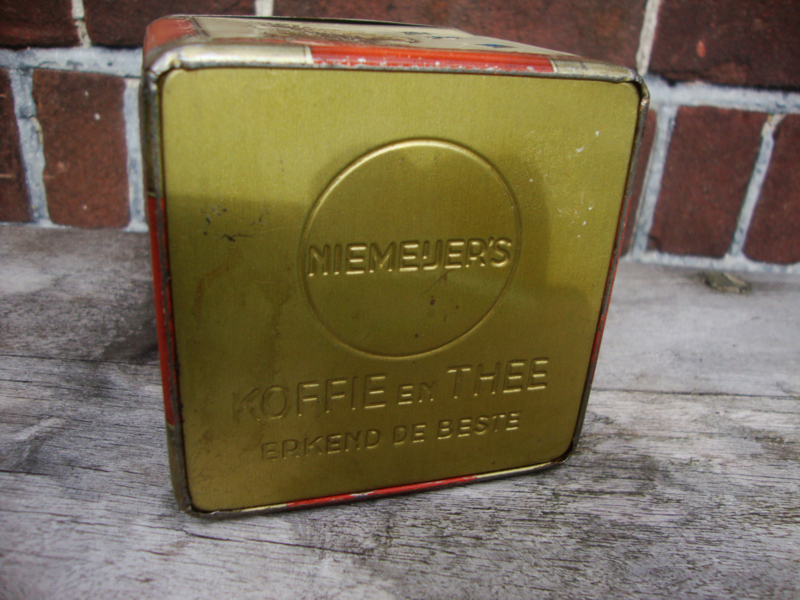 NIEMEIJER'S
KOFFIE EN THEE
ERKEND DE BESTE